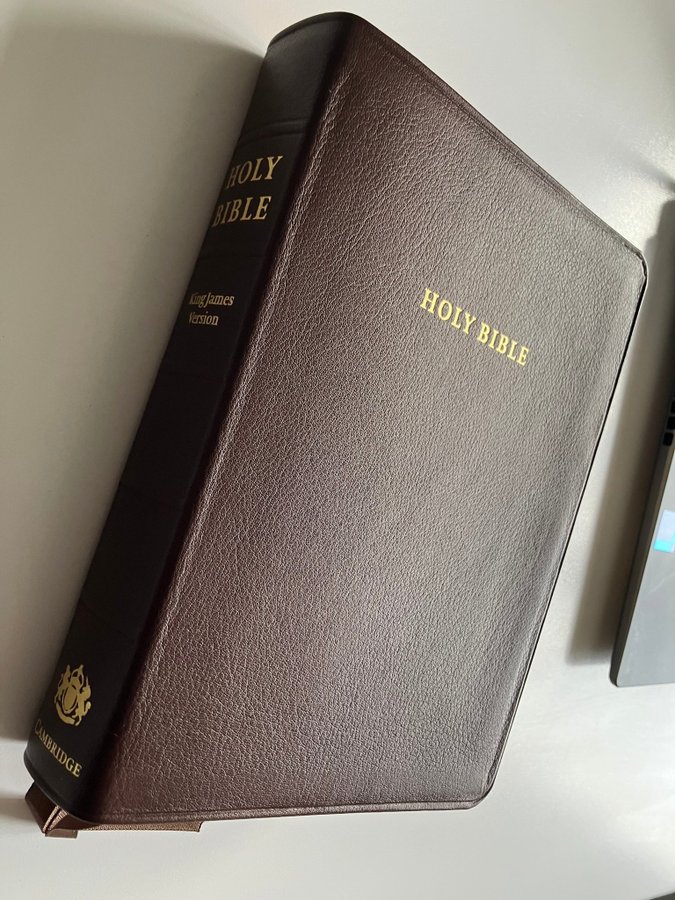 HOLY
BIBLE
King James
Version
CAMBRIDGE
HOLY BIBLE